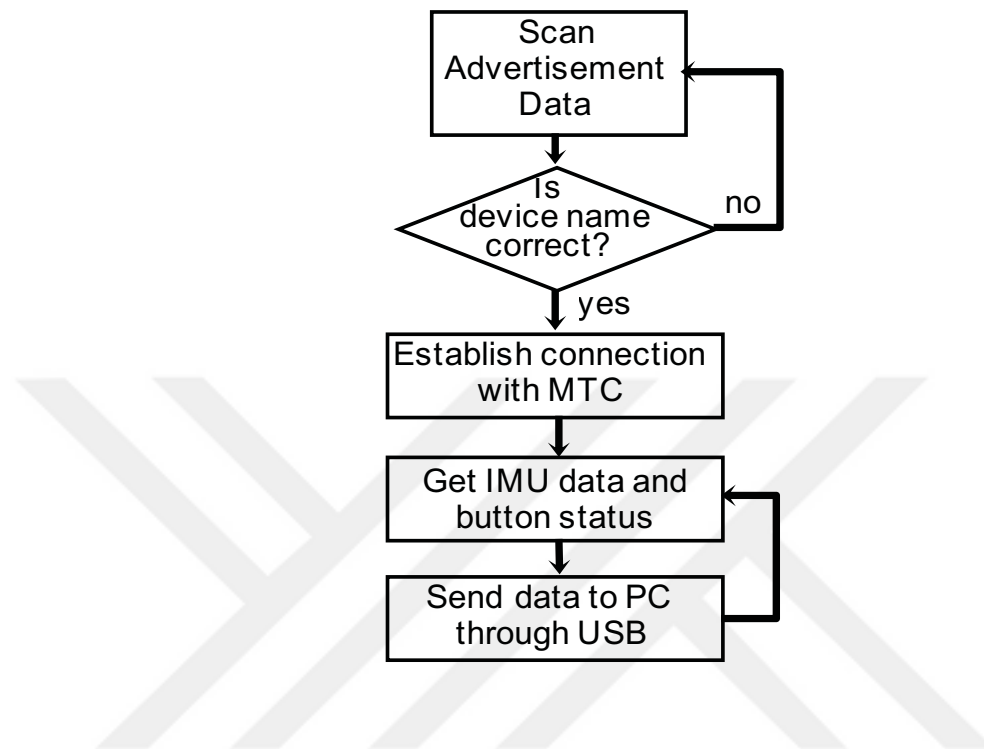 Scan
Advertisement
Data
Is
device name
correct?
no
yes
Establish connection
with MTC
Get IMU data and
button status
Send data to PC
through USB